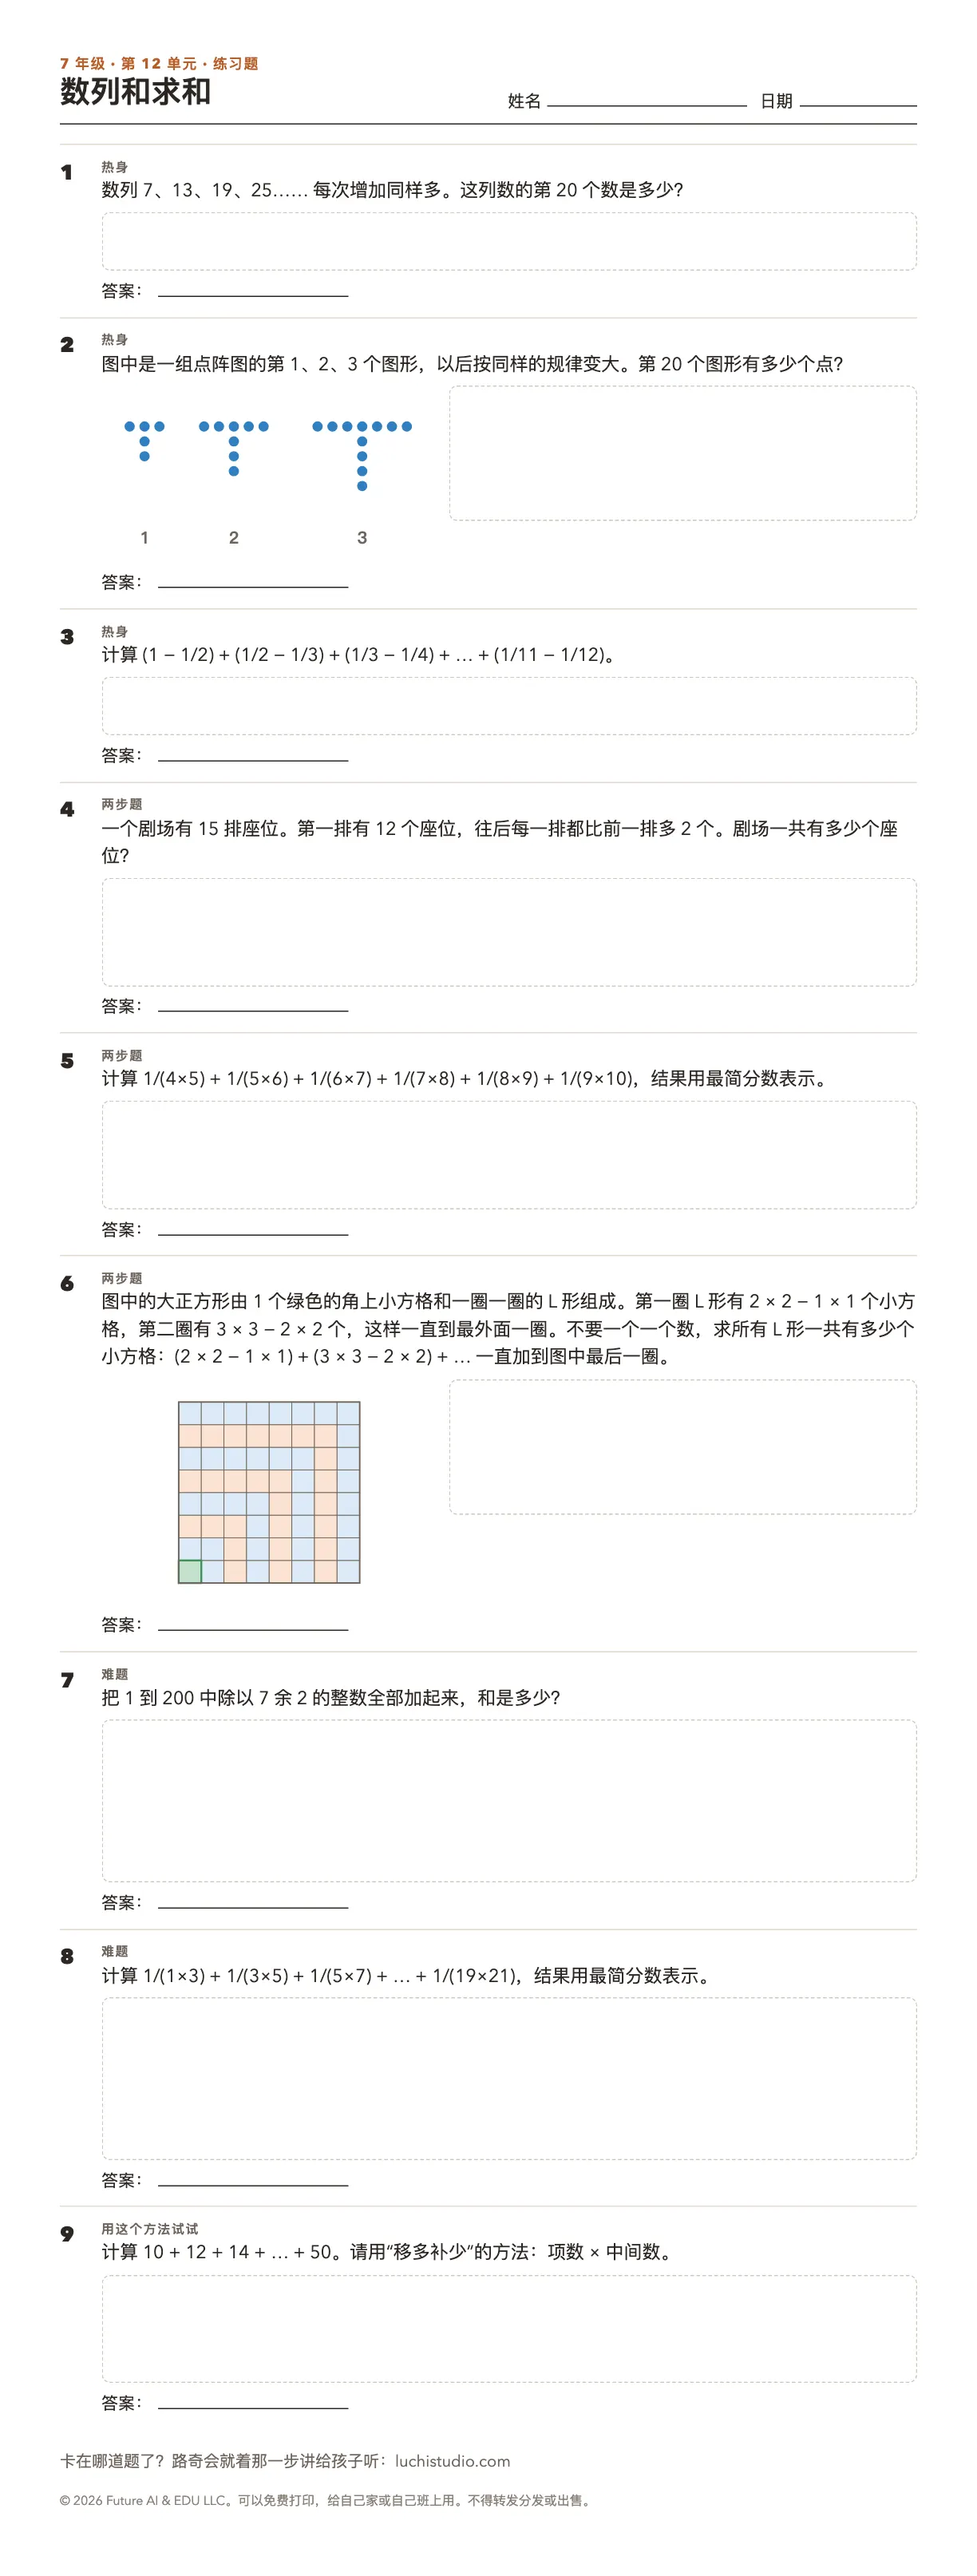 7 年级 · 第 12 单元 · 练习题
数列和求和
姓名
日期
1
热身
数列 7、13、19、25…… 每次增加同样多。这列数的第 20 个数是多少?
答案：
2
热身
图中是一组点阵图的第 1、2、3 个图形，以后按同样的规律变大。第 20 个图形有多少个点?
1 2 3
答案：
3
热身
计算 (1 − 1/2) + (1/2 − 1/3) + (1/3 − 1/4) + … + (1/11 − 1/12)。
答案：
4
两步题
一个剧场有 15 排座位。第一排有 12 个座位，往后每一排都比前一排多 2 个。剧场一共有多少个座
位?
答案：
5
两步题
计算 1/(4×5) + 1/(5×6) + 1/(6×7) + 1/(7×8) + 1/(8×9) + 1/(9×10)，结果用最简分数表示。
答案：
6
两步题
图中的大正方形由 1 个绿色的角上小方格和一圈一圈的 L 形组成。第一圈 L 形有 2 × 2 − 1 × 1 个小方
格，第二圈有 3 × 3 − 2 × 2 个，这样一直到最外面一圈。不要一个一个数，求所有 L 形一共有多少个
小方格：(2 × 2 − 1 × 1) + (3 × 3 − 2 × 2) + … 一直加到图中最后一圈。
答案：
7
难题
把 1 到 200 中除以 7 余 2 的整数全部加起来，和是多少?
答案：
8
难题
计算 1/(1×3) + 1/(3×5) + 1/(5×7) + … + 1/(19×21)，结果用最简分数表示。
答案：
9
用这个方法试试
计算 10 + 12 + 14 + … + 50。请用“移多补少”的方法：项数 × 中间数。
答案：
卡在哪道题了？路奇会就着那一步讲给孩子听：luchistudio.com
© 2026 Future AI & EDU LLC。可以免费打印，给自己家或自己班上用。不得转发分发或出售。